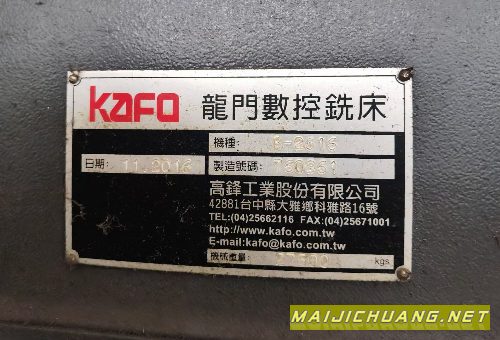 KAFO 龍門數控銑床
機種:
日期: 11.2016 製造號碼:
高鋒工業股份有限公司
42881台中縣大雅鄉科雅路16號
TEL:(04)25662116 FAX:(04)25671001
http://www.kafo.com.tw
E-mail:kafo@kafo.com.tw
機械重量: kgs
MAIJICHUANG.NET